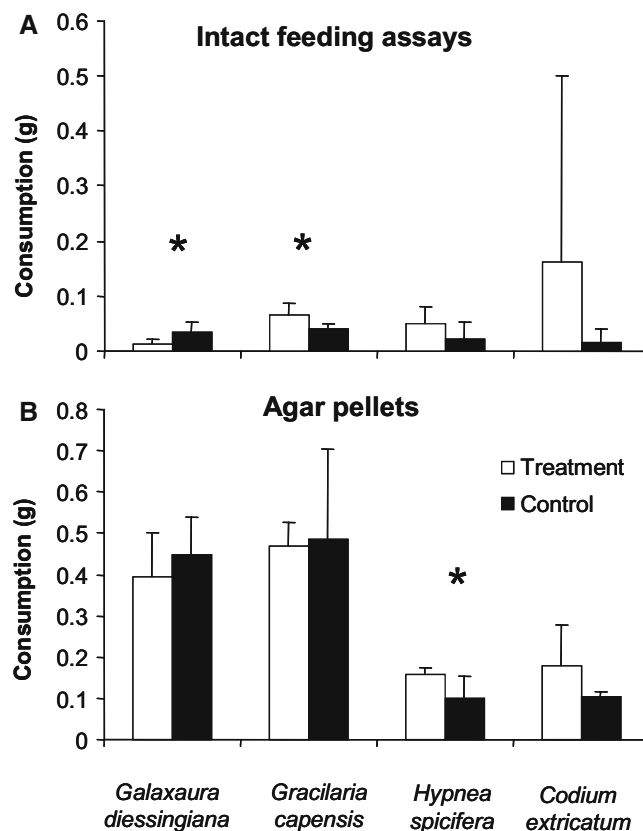 A
Intact feeding assays
Consumption (g)
0.6
0.5
0.4
0.3
0.2
0.1
0
*
*
B
Agar pellets
Consumption (g)
0.8
0.7
0.6
0.5
0.4
0.3
0.2
0.1
0
Treatment
Control
*
Galaxaura
diessingiana
Gracilaria
capensis
Hypnea
spicifera
Codium
extricatum